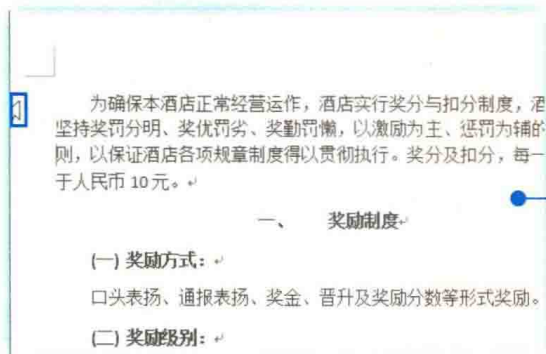 为确保本酒店正常经营运作，酒店实行奖分与扣分制度，酒
坚持奖罚分明、奖优罚劣、奖勤罚懒，以激励为主、惩罚为辅的
则，以保证酒店各项规章制度得以贯彻执行。奖分及扣分，每一
于人民币 10 元。
一、 奖励制度
(一) 奖励方式：
口头表扬、通报表扬、奖金、晋升及奖励分数等形式奖励。
(二) 奖励级别：